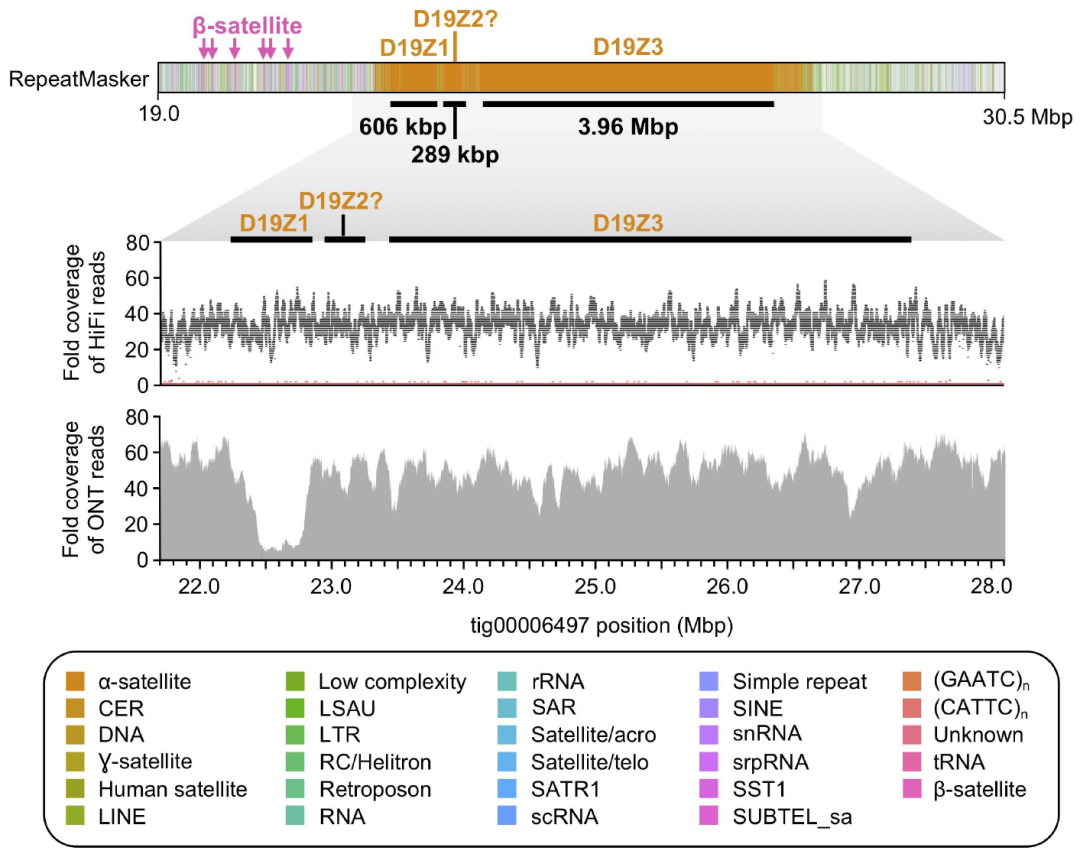 β-satellite
D19Z2?
D19Z1
D19Z3
RepeatMasker
19.0
30.5 Mbp
606 kbp
3.96 Mbp
289 kbp
D19Z2?
D19Z1
D19Z3
Fold coverage
of HiFi reads
80
60
40
20
0
Fold coverage
of ONT reads
80
60
40
20
0
22.0 23.0 24.0 25.0 26.0 27.0 28.0
tig00006497 position (Mbp)
α-satellite
CER
DNA
Ɣ-satellite
Human satellite
LINE
Low complexity
LSAU
LTR
RC/Helitron
Retroposon
RNA
rRNA
SAR
Satellite/acro
Satellite/telo
SATR1
scRNA
Simple repeat
SINE
snRNA
srpRNA
SST1
SUBTEL_sa
(GAATC)n
(CATTC)n
Unknown
tRNA
β-satellite